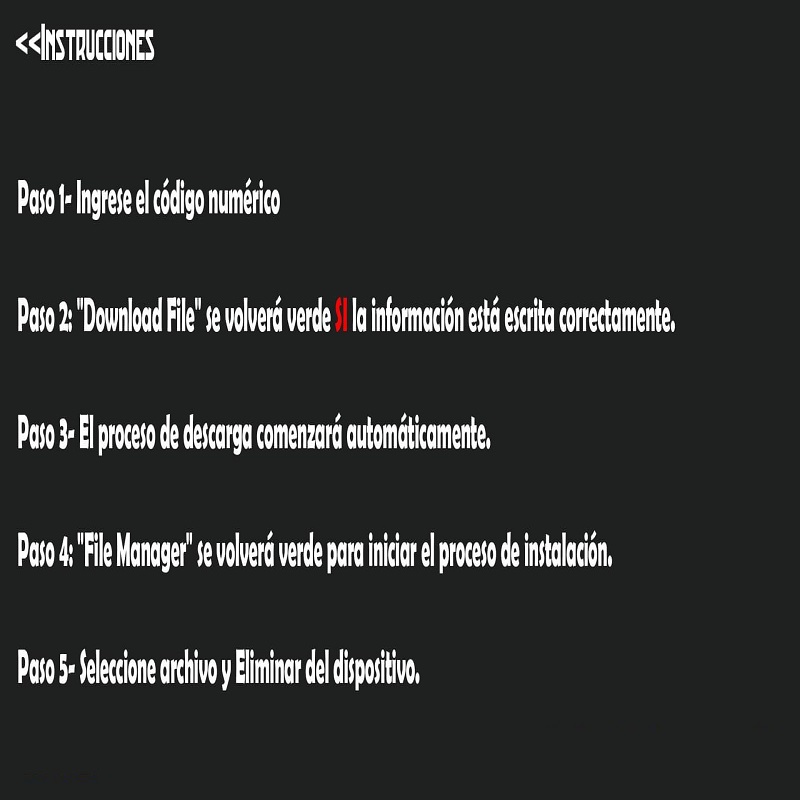 <<INSTRUCCIONES
Paso 1- Ingrese el código numérico
Paso 2: "Download File" se volverá verde SI la información está escrita correctamente.
Paso 3- El proceso de descarga comenzará automáticamente.
Paso 4: "File Manager" se volverá verde para iniciar el proceso de instalación.
Paso 5- Seleccione archivo y Eliminar del dispositivo.